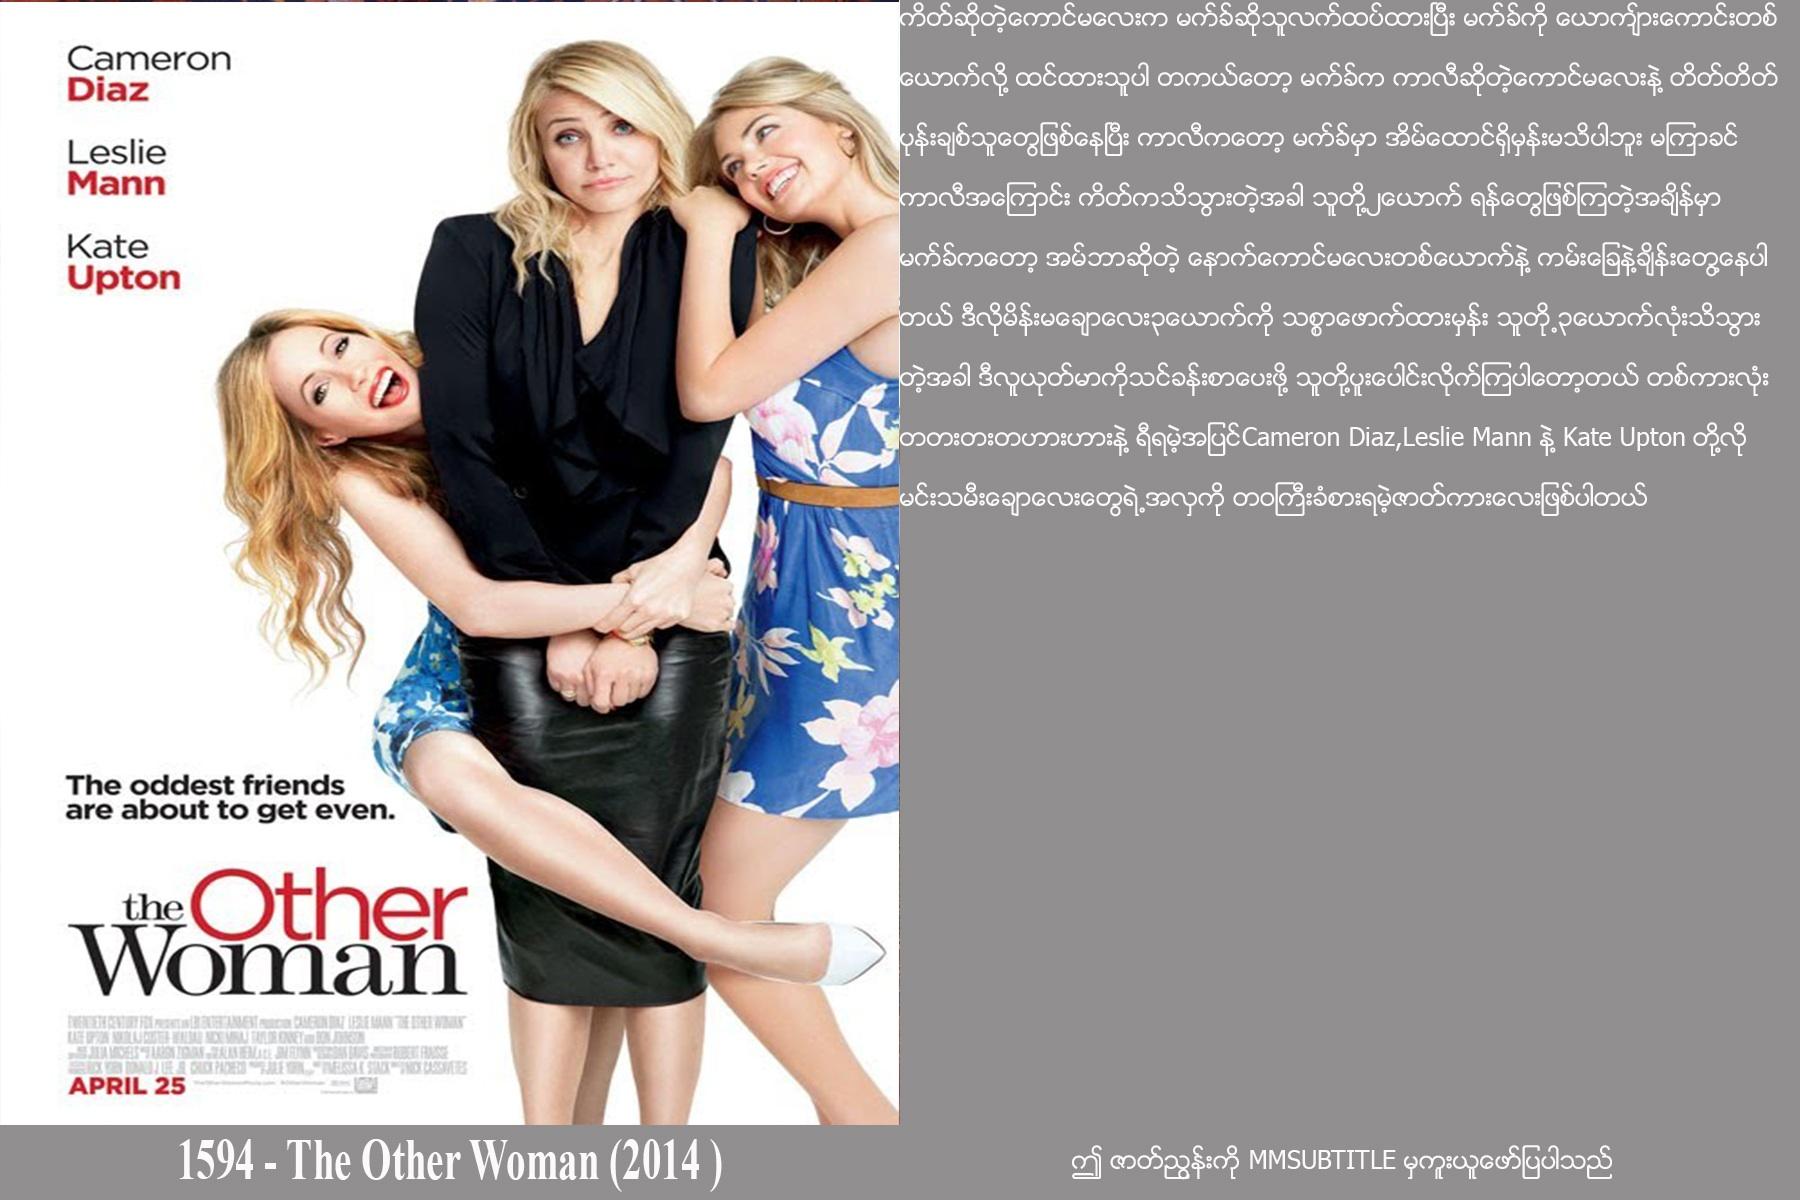 Cameron
Diaz
Leslie
Mann
Kate
Upton
The oddest friends
are about to get even.
the Other
Woman
APRIL 25
1594 - The Other Woman (2014 )
ကိတ်ဆိုတဲ့ကောင်မလေးက မက်ခ်ဆိုသူလက်ထပ်ထားပြီး မက်ခ်ကို ယောကျ်ားကောင်းတစ်
ယောက်လို့ ထင်ထားသူပါ တကယ်တော့ မက်ခ်က ကာလီဆိုတဲ့ကောင်မလေးနဲ့ တိတ်တိတ်
ပုန်းချစ်သူတွေဖြစ်နေပြီး ကာလီကတော့ မက်ခ်မှာ အိမ်ထောင်ရှိမှန်းမသိပါဘူး မကြာခင်
ကာလီအကြောင်း ကိတ်ကသိသွားတဲ့အခါ သူတို့၂ယောက် ရန်တွေဖြစ်ကြတဲ့အချိန်မှာ
မက်ခ်ကတော့ အမ်ဘာဆိုတဲ့ နောက်ကောင်မလေးတစ်ယောက်နဲ့ ကမ်းခြေနဲ့ချိန်းတွေ့နေပါ
တယ် ဒီလိုမိန်းမချောလေး၃ယောက်ကို သစ္စာဖောက်ထားမှန်း သူတို့၃ယောက်လုံးသိသွား
တဲ့အခါ ဒီလူယုတ်မာကိုသင်ခန်းစာပေးဖို့ သူတို့ပူးပေါင်းလိုက်ကြပါတော့တယ် တစ်ကားလုံး
တတးတးတဟားဟားနဲ့ ရီရမဲ့အပြင်Cameron Diaz,Leslie Mann နဲ့ Kate Upton တို့လို
မင်းသမီးချောလေးတွေရဲ့အလှကို တဝကြီးခံစားရမဲ့ဇာတ်ကားလေးဖြစ်ပါတယ်
ဤ ဇာတ်ညွှန်းကို MMSUBTITLE မှကူးယူဖော်ပြပါသည်